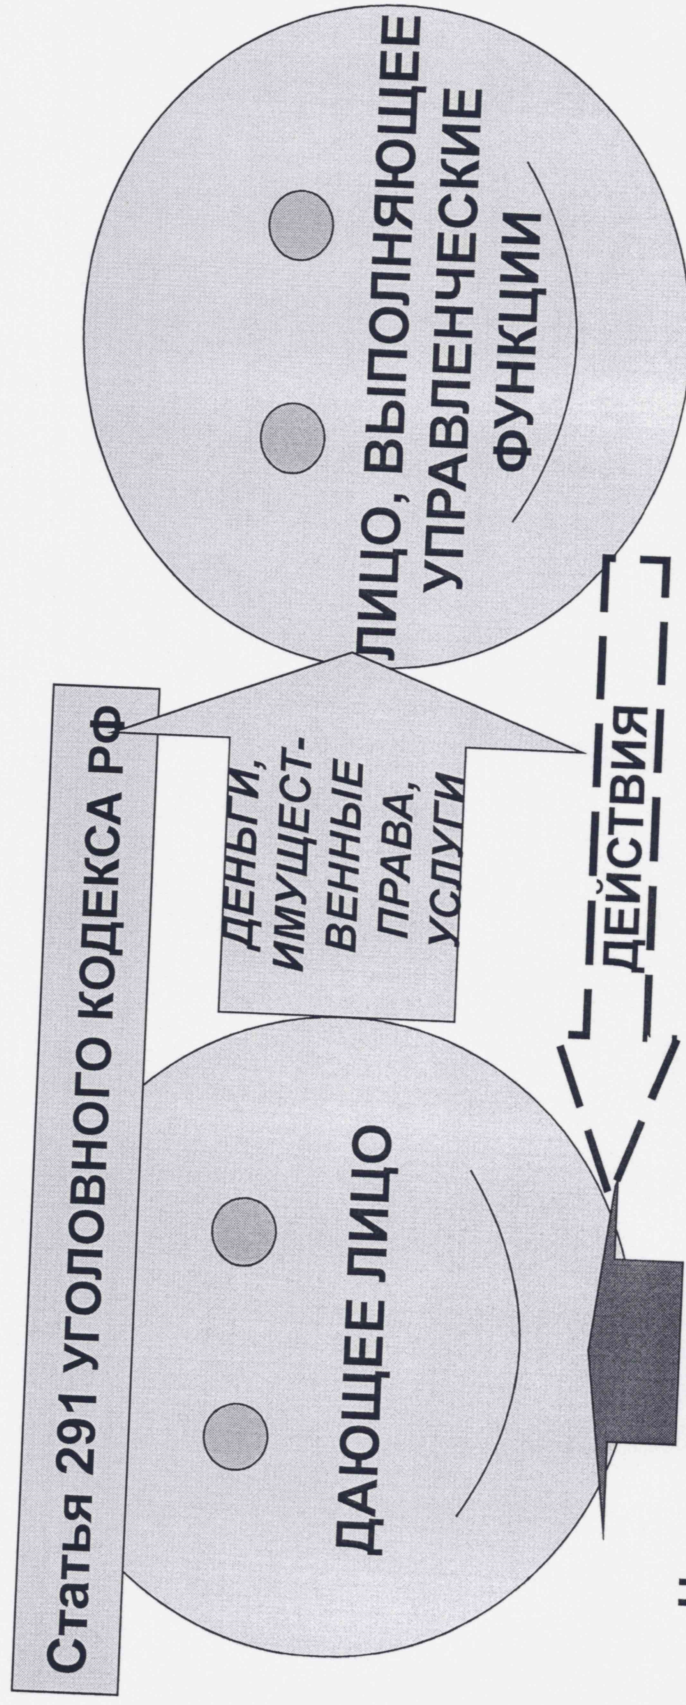 Статья 291 УГОЛОВНОГО КОДЕКСА РФ
ДАЮЩЕЕ ЛИЦО
ДЕНЬГИ,
ИМУЩЕСТ-
ВЕННЫЕ
ПРАВА,
УСЛУГИ
ЛИЦО, ВЫПОЛНЯЮЩЕЕ
УПРАВЛЕНЧЕСКИЕ
ФУНКЦИИ
ДЕЙСТВИЯ